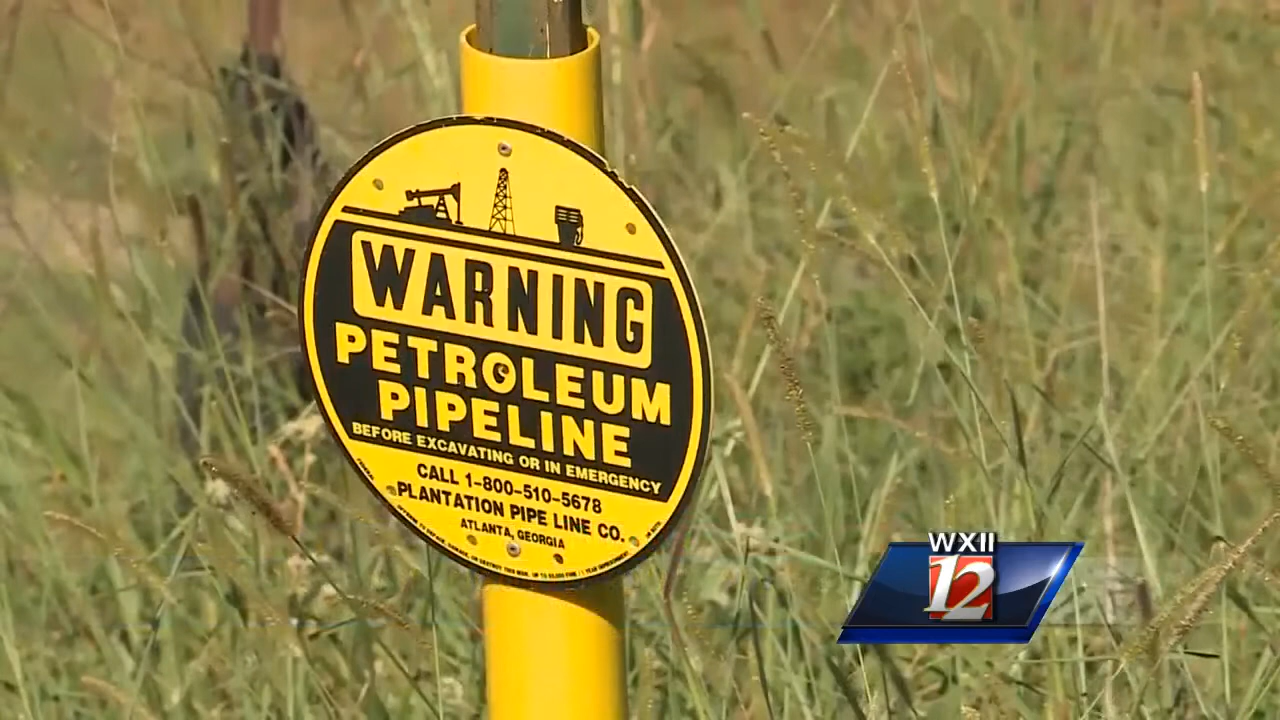 WARNING
PETROLEUM
PIPELINE
BEFORE EXCAVATING OR IN EMERGENCY
CALL 1-800-510-5678
PLANTATION PIPE LINE CO.
ATLANTA, GEORGIA
WXII
12